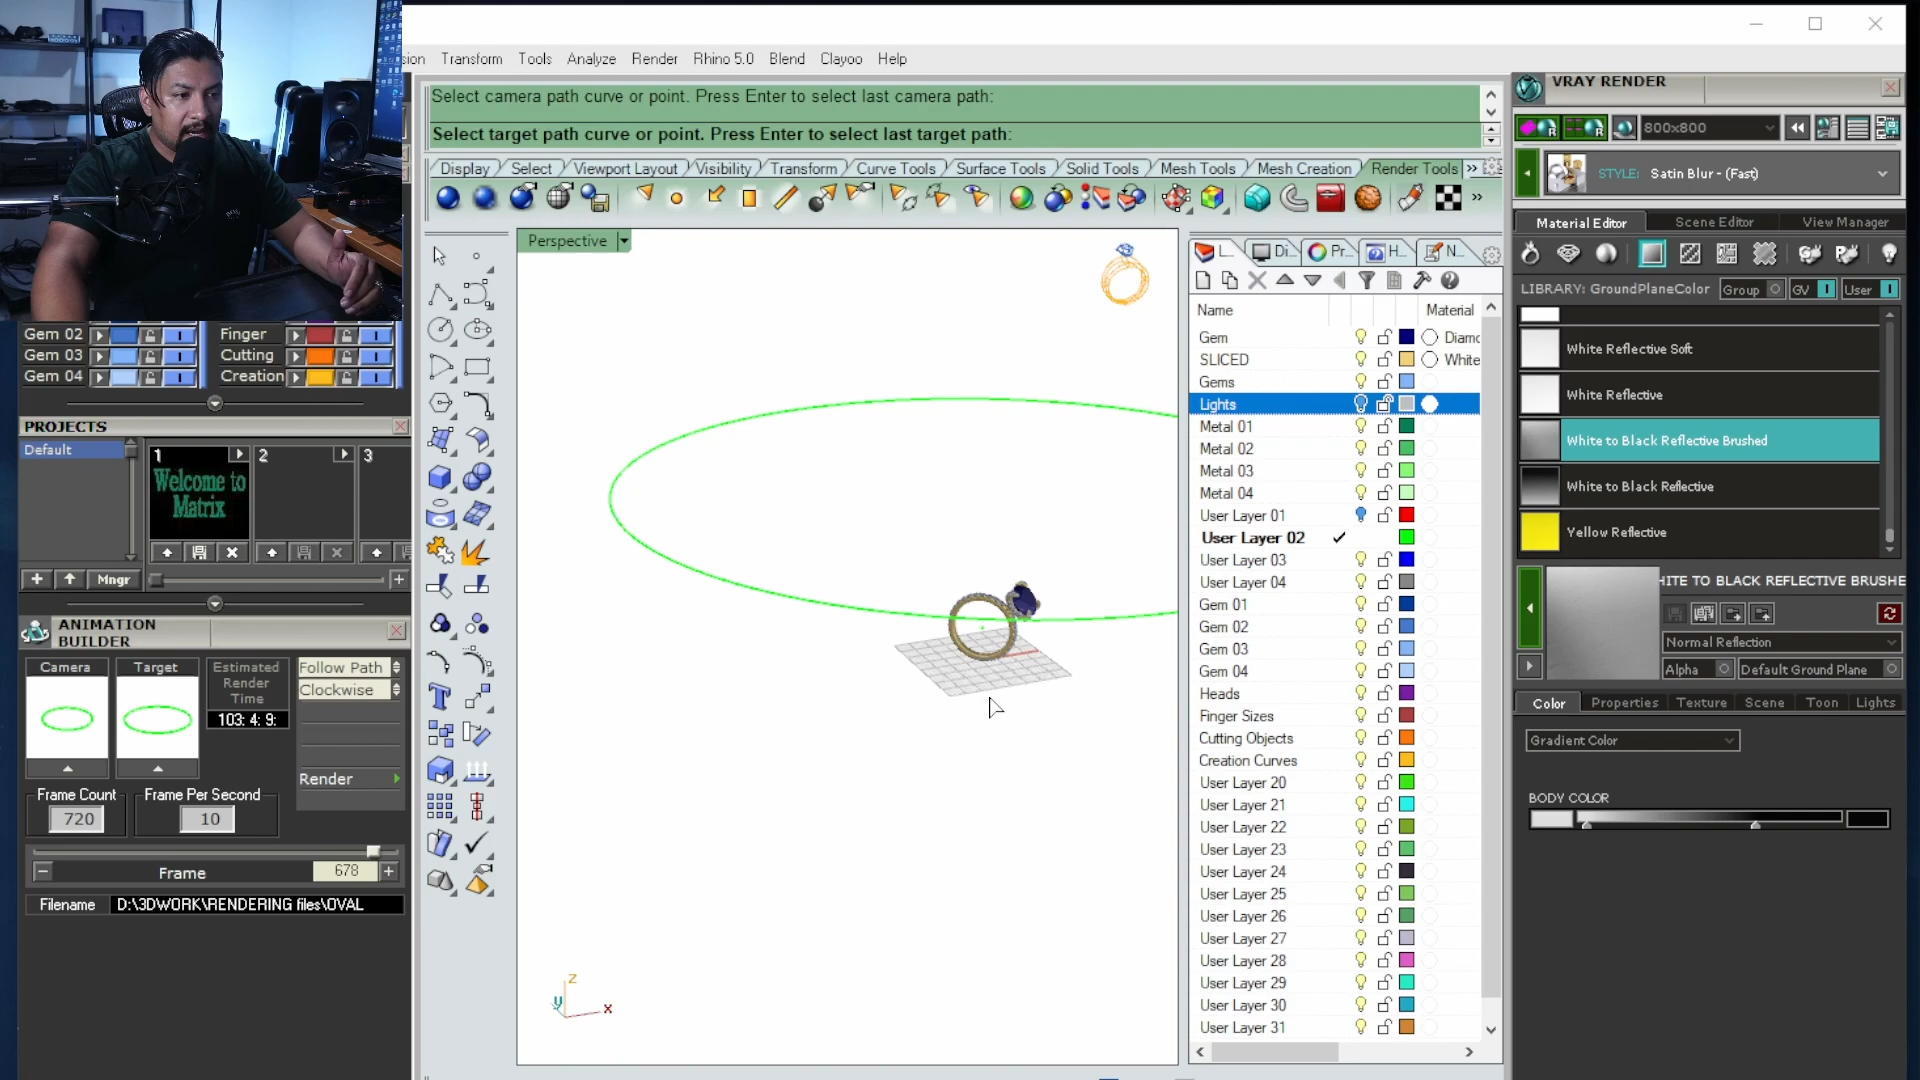 sion Transform Tools Analyze Render Rhino 5.0 Blend Clayoo Help
Select camera path curve or point. Press Enter to select last camera path:
Select target path curve or point. Press Enter to select last target path:
Display Select Viewport Layout Visibility Transform Curve Tools Surface Tools Solid Tools Mesh Tools Mesh Creation Render Tools
Perspective
z
y
x
Gem 02 Finger
Gem 03 Cutting
Gem 04 Creation
PROJECTS
Default
1 2 3
Welcome to
Matrix
Mngr
ANIMATION
BUILDER
Camera Target Estimated
Render
Time
103: 4: 9:
Follow Path
Clockwise
Render
Frame Count Frame Per Second
720 10
Frame 678
Filename D:\3DWORK\RENDERING files\OVAL
L... Di... Pr... H... N...
Name Material
Gem Diamo
SLICED White
Gems
Lights
Metal 01
Metal 02
Metal 03
Metal 04
User Layer 01
User Layer 02
User Layer 03
User Layer 04
Gem 01
Gem 02
Gem 03
Gem 04
Heads
Finger Sizes
Cutting Objects
Creation Curves
User Layer 20
User Layer 21
User Layer 22
User Layer 23
User Layer 24
User Layer 25
User Layer 26
User Layer 27
User Layer 28
User Layer 29
User Layer 30
User Layer 31
VRAY RENDER
800x800
STYLE: Satin Blur - (Fast)
Material Editor Scene Editor View Manager
LIBRARY: GroundPlaneColor Group GV User
White Reflective Soft
White Reflective
White to Black Reflective Brushed
White to Black Reflective
Yellow Reflective
HITE TO BLACK REFLECTIVE BRUSHE
Normal Reflection
Alpha Default Ground Plane
Color Properties Texture Scene Toon Lights
Gradient Color
BODY COLOR